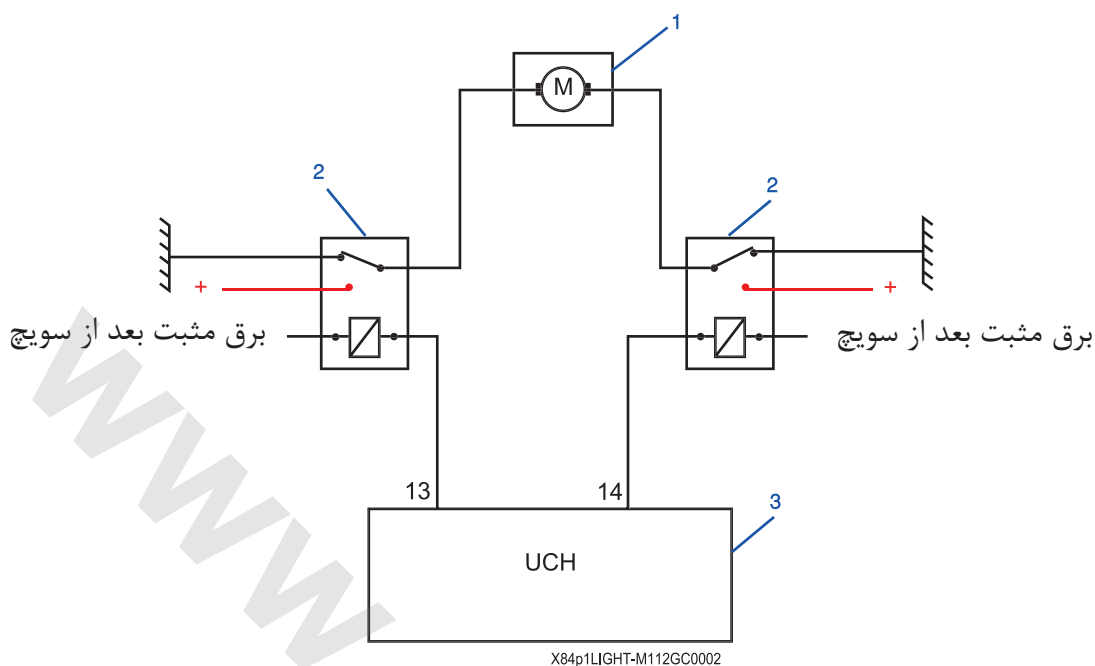 1
M
2
2
+
+
برق مثبت بعد از سویچ
برق مثبت بعد از سویچ
13
14
3
UCH
X84p1LIGHT-M112GC0002
www